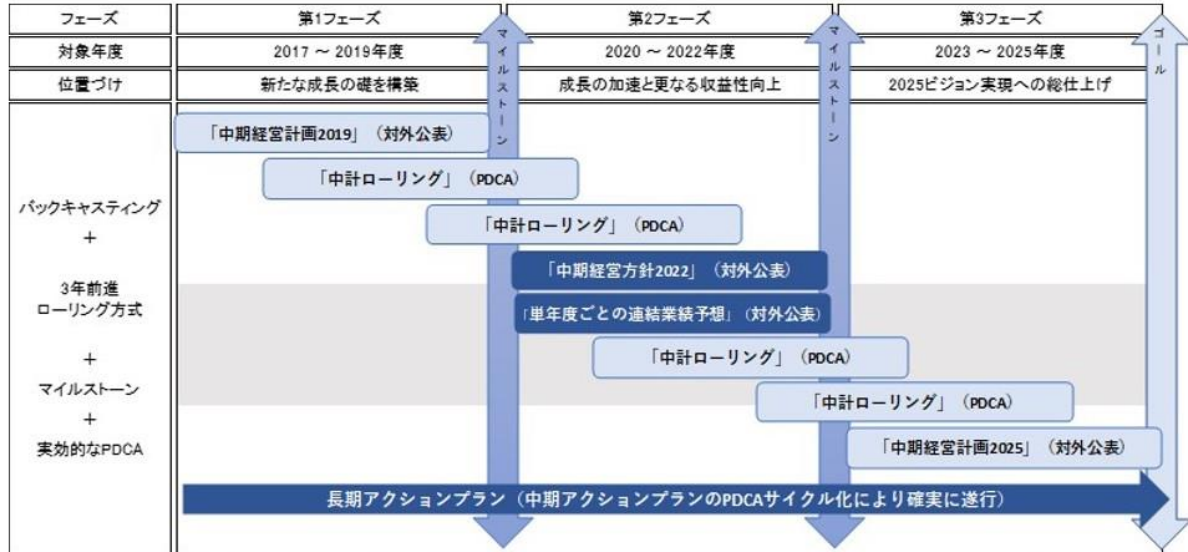 フェーズ 第1フェーズ 第2フェーズ 第3フェーズ
対象年度 2017 ～ 2019年度 2020 ～ 2022年度 2023 ～ 2025年度
位置づけ 新たな成長の礎を構築 成長の加速と更なる収益性向上 2025ビジョン実現への総仕上げ
マイルストーン
マイルストーン
ゴール
バックキャスティング
+
3年前進
ローリング方式
+
マイルストーン
+
実効的なPDCA
「中期経営計画2019」（対外公表）
「中計ローリング」（PDCA）
「中計ローリング」（PDCA）
「中期経営方針2022」（対外公表）
「単年度ごとの連結業績予想」（対外公表）
「中計ローリング」（PDCA）
「中計ローリング」（PDCA）
「中期経営計画2025」（対外公表）
長期アクションプラン（中期アクションプランのPDCAサイクル化により確実に遂行）